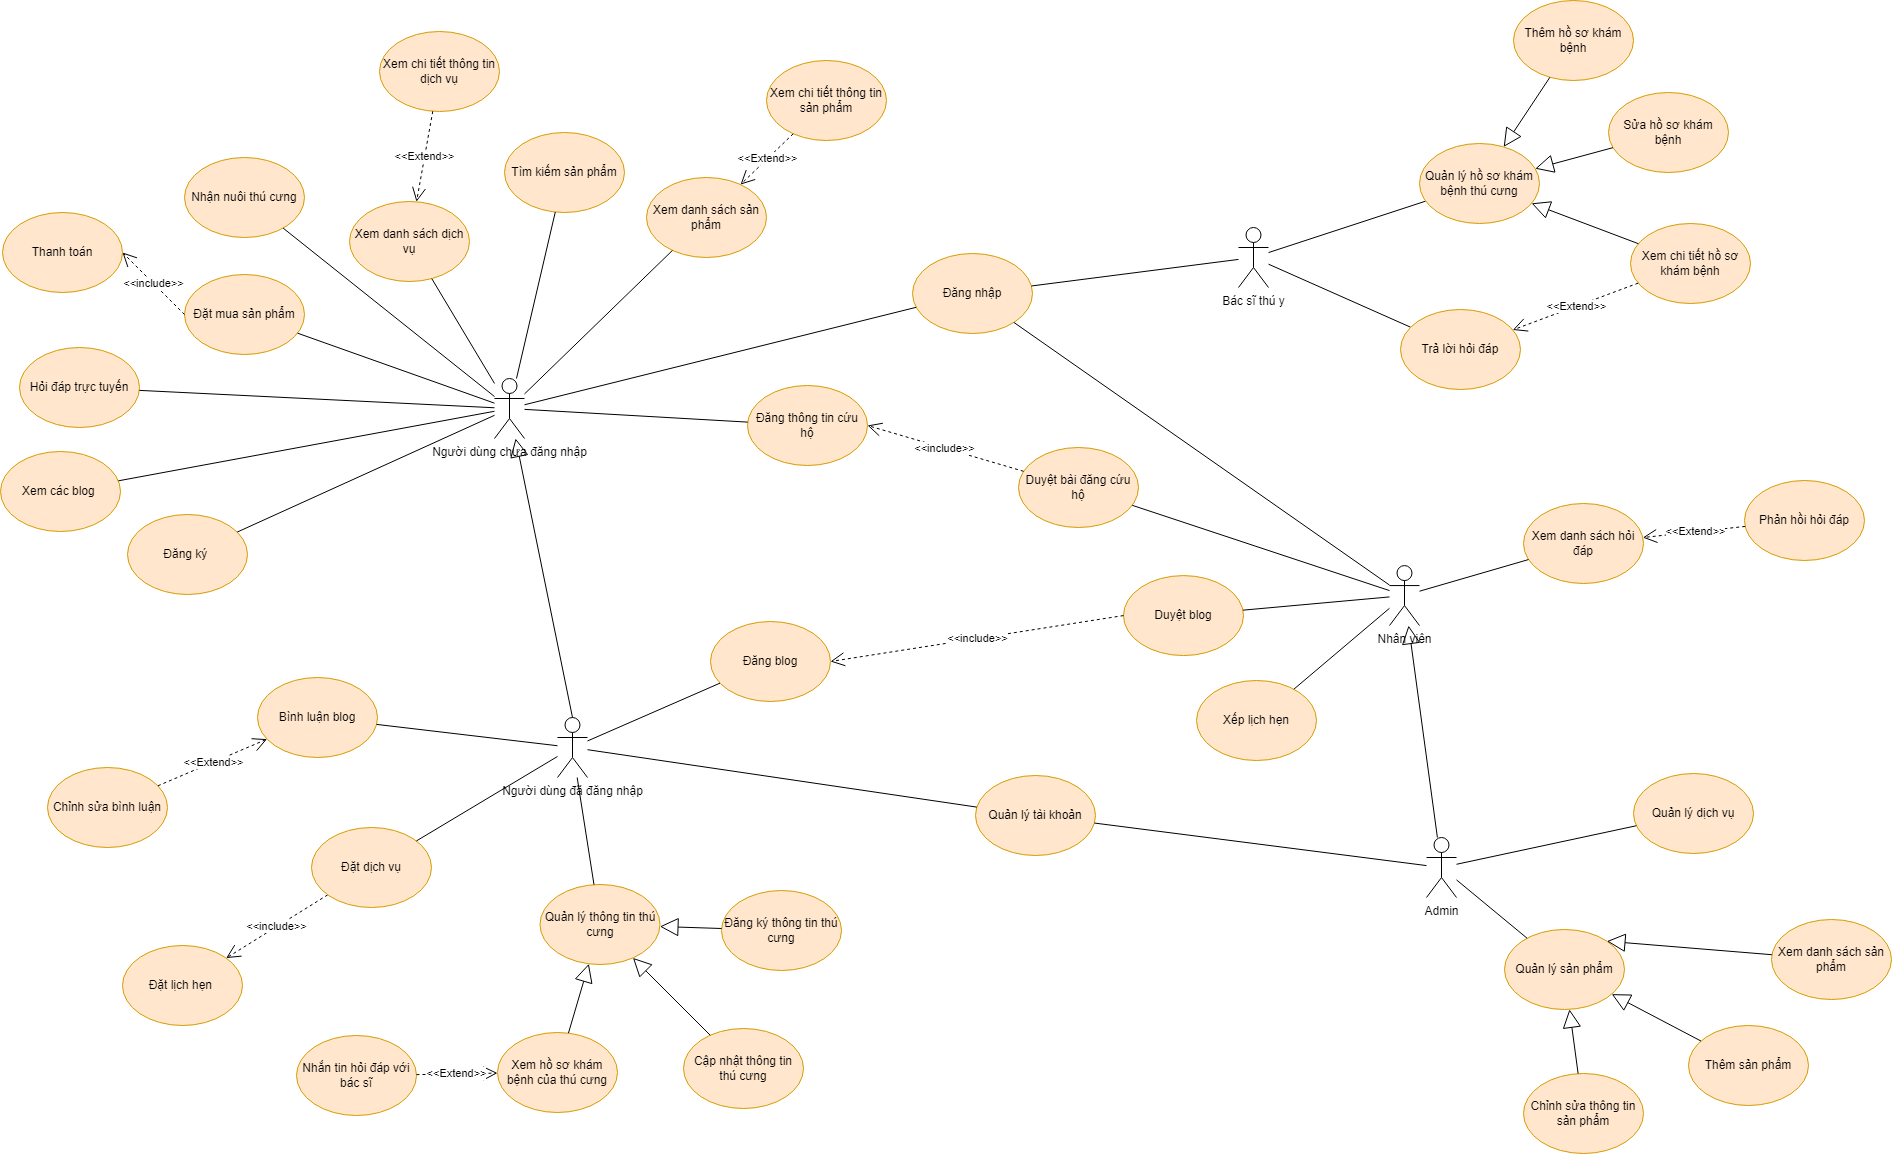 Thêm hồ sơ khám
bệnh
Xem chi tiết thông tin
dịch vụ
Xem chi tiết thông tin
sản phẩm
Sửa hồ sơ khám
bệnh
<<Extend>>
<<Extend>>
Tìm kiếm sản phẩm
Quản lý hồ sơ khám
bệnh thú cưng
Nhận nuôi thú cưng
Xem danh sách dịch
vụ
Xem danh sách sản
phẩm
Thanh toán
<<include>>
Đặt mua sản phẩm
Đăng nhập
Bác sĩ thú y
Xem chi tiết hồ sơ
khám bệnh
<<Extend>>
Trả lời hỏi đáp
Hỏi đáp trực tuyến
Người dùng chưa đăng nhập
Đăng thông tin cứu
hộ
<<include>>
Duyệt bài đăng cứu
hộ
Xem các blog
Đăng ký
Xem danh sách hỏi
đáp
<<Extend>>
Phản hồi hỏi đáp
Nhân viên
Duyệt blog
<<include>>
Đăng blog
Xếp lịch hẹn
Bình luận blog
<<Extend>>
Chỉnh sửa bình luận
Người dùng đã đăng nhập
Quản lý tài khoản
Quản lý dịch vụ
Đặt dịch vụ
<<include>>
Đặt lịch hẹn
Quản lý thông tin thú
cưng
Đăng ký thông tin thú
cưng
Admin
Quản lý sản phẩm
Xem danh sách sản
phẩm
Nhắn tin hỏi đáp với
bác sĩ
<<Extend>>
Xem hồ sơ khám
bệnh của thú cưng
Cập nhật thông tin
thú cưng
Thêm sản phẩm
Chỉnh sửa thông tin
sản phẩm